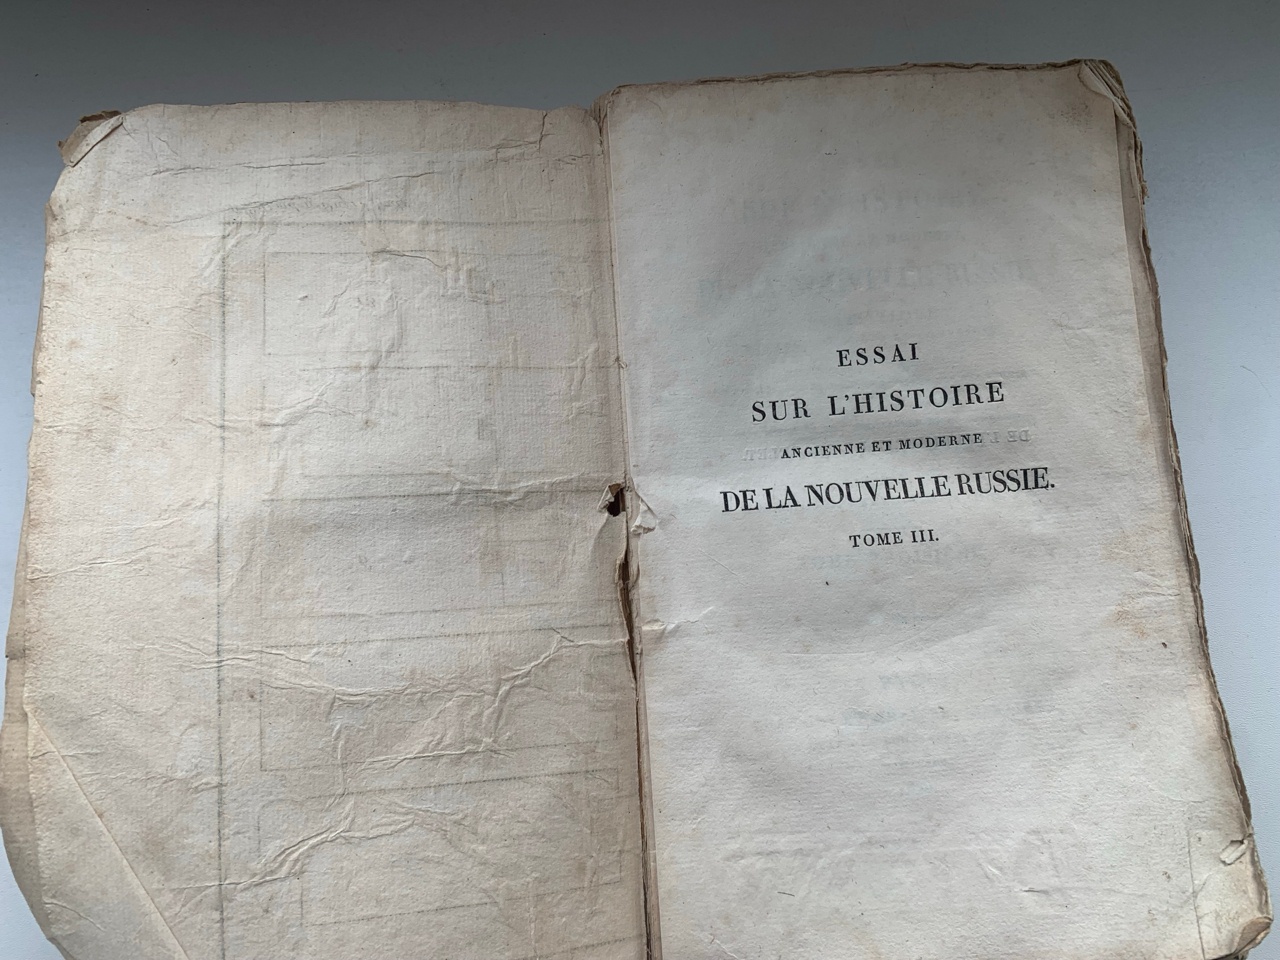 ESSAI
SUR L'HISTOIRE
ANCIENNE ET MODERNE
DE LA NOUVELLE RUSSIE.
TOME III.